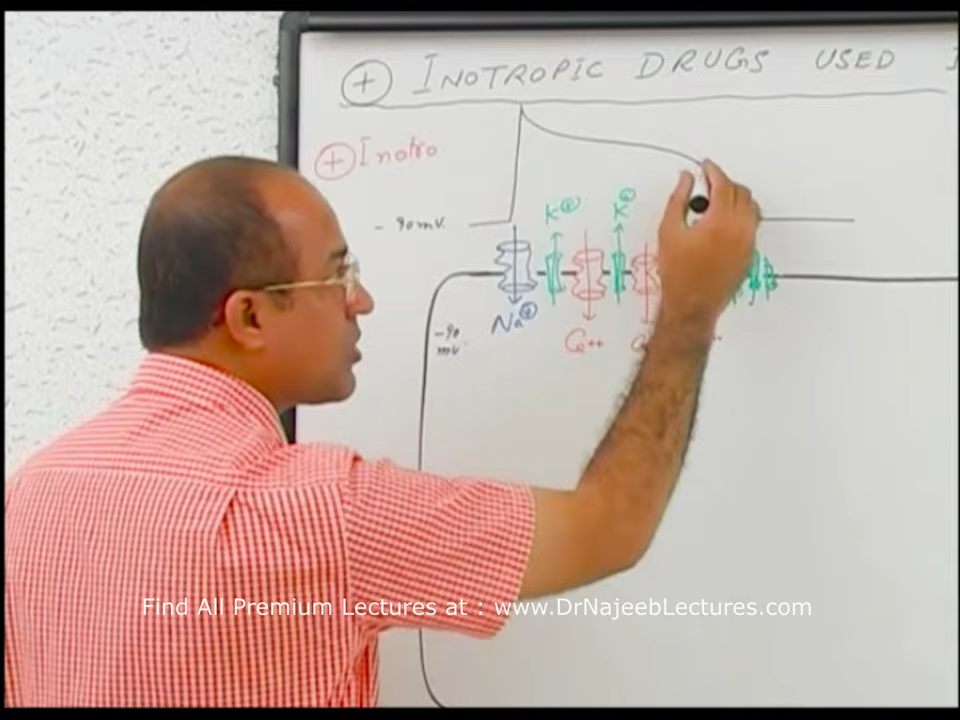 + INOTROPIC DRUGS USED
+ Inotro
- 90mv.
K+
K+
Na+
Ca++
-90
mv.
Find All Premium Lectures at : www.DrNajeebLectures.com